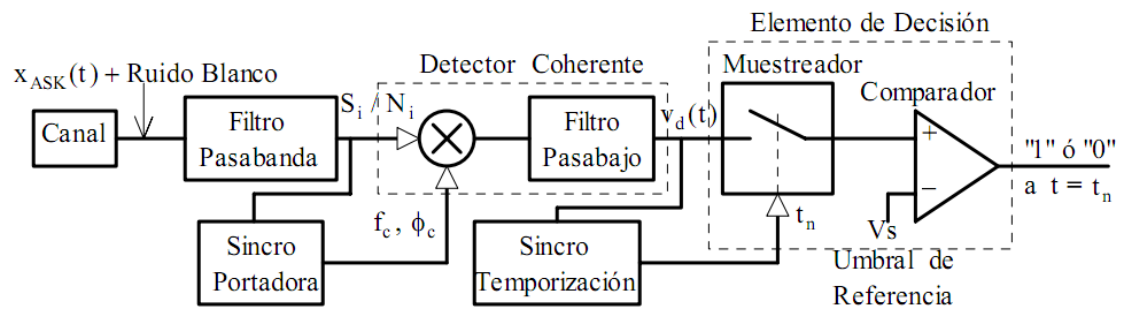 Elemento de Decisión
x_ASK(t) + Ruido Blanco
Detector Coherente
Muestreador
Canal
Filtro
Pasabanda
S_i / N_i
Filtro
Pasabajo
v_d(t)
Comparador
+
−
"1" ó "0"
a t = t_n
Sincro
Portadora
f_c, ϕ_c
Sincro
Temporización
t_n
Vs
Umbral de
Referencia